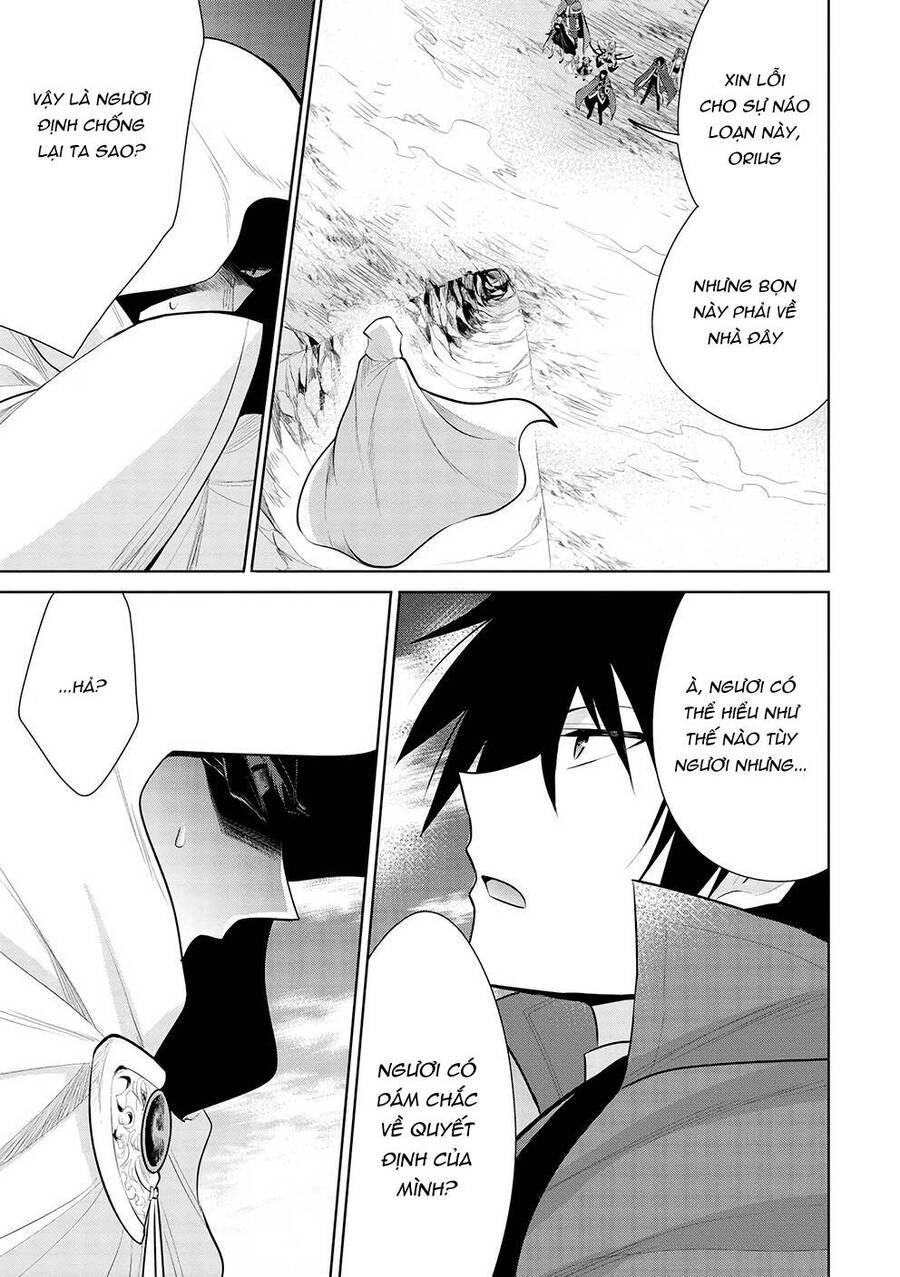 XIN LỖI
CHO SỰ NÁO
LOẠN NÀY,
ORIUS
NHƯNG BỌN
NÀY PHẢI VỀ
NHÀ ĐÂY
VẬY LÀ NGƯƠI
ĐỊNH CHỐNG
LẠI TA SAO?
À, NGƯƠI CÓ
THỂ HIỂU NHƯ
THẾ NÀO TÙY
NGƯƠI NHƯNG...
NGƯƠI CÓ
DÁM CHẮC
VỀ QUYẾT
ĐỊNH CỦA
MÌNH?
...HẢ?